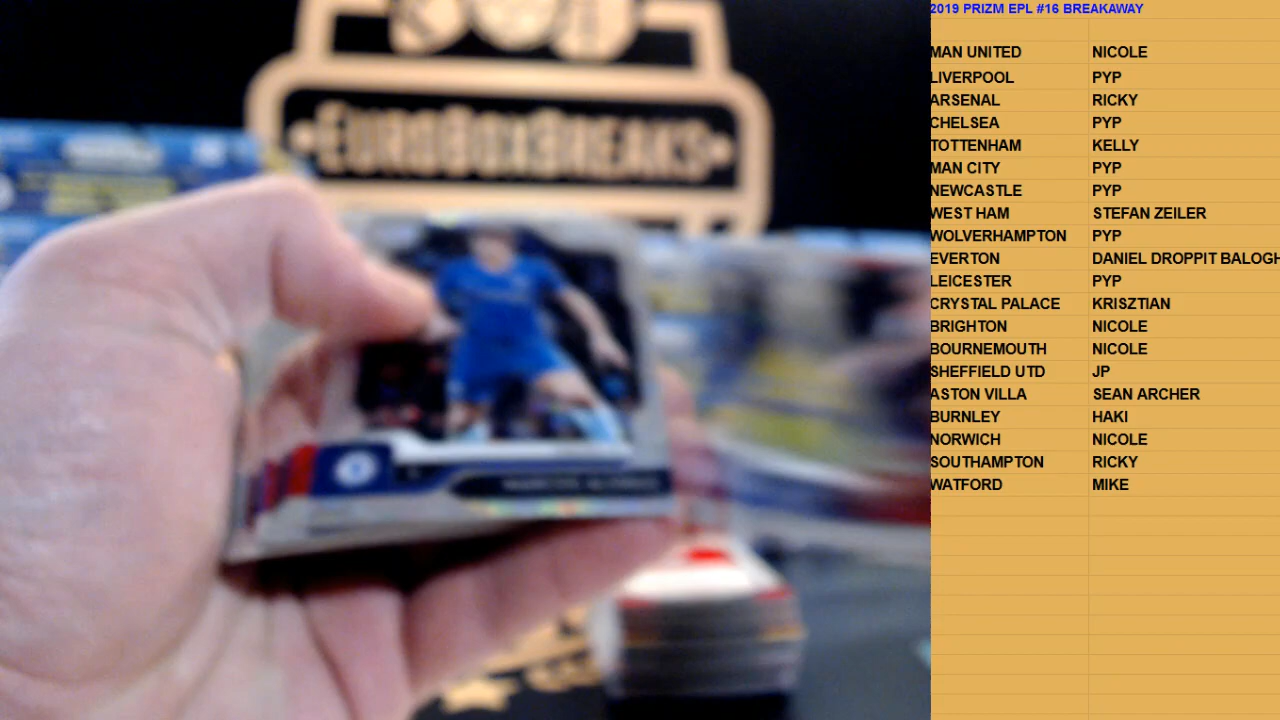 EUROBOXBREAKS
2019 PRIZM EPL #16 BREAKAWAY
MAN UNITED NICOLE
LIVERPOOL PYP
ARSENAL RICKY
CHELSEA PYP
TOTTENHAM KELLY
MAN CITY PYP
NEWCASTLE PYP
WEST HAM STEFAN ZEILER
WOLVERHAMPTON PYP
EVERTON DANIEL DROPPIT BALOGH
LEICESTER PYP
CRYSTAL PALACE KRISZTIAN
BRIGHTON NICOLE
BOURNEMOUTH NICOLE
SHEFFIELD UTD JP
ASTON VILLA SEAN ARCHER
BURNLEY HAKI
NORWICH NICOLE
SOUTHAMPTON RICKY
WATFORD MIKE